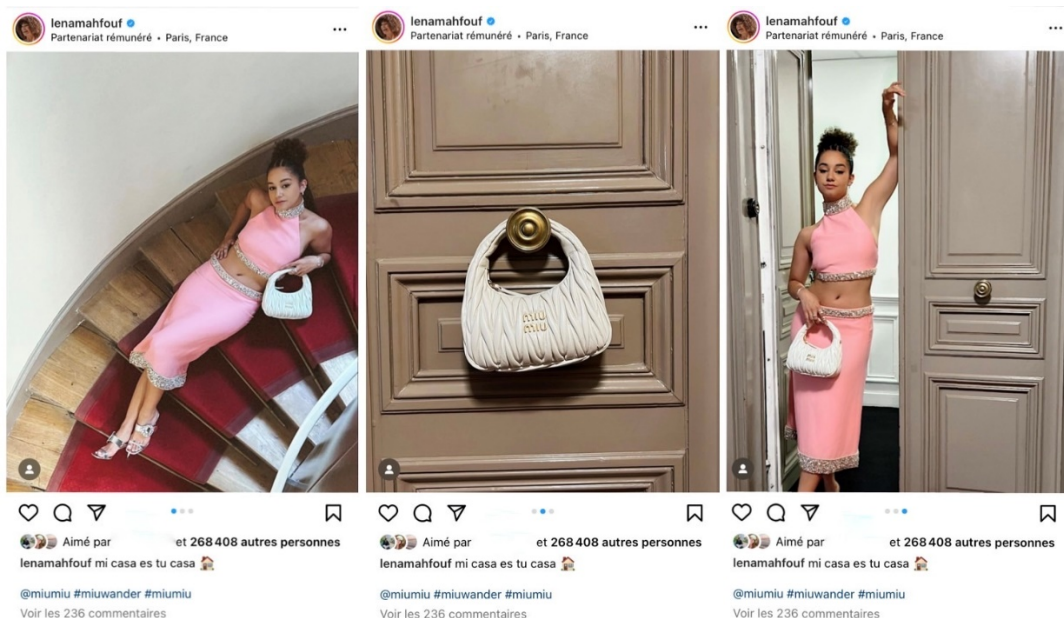 lenamahfouf
Partenariat rémunéré • Paris, France
Aimé par et 268 408 autres personnes
lenamahfouf mi casa es tu casa 🏠
@miumiu #miuwander #miumiu
Voir les 236 commentaires
lenamahfouf
Partenariat rémunéré • Paris, France
miu
miu
Aimé par et 268 408 autres personnes
lenamahfouf mi casa es tu casa 🏠
@miumiu #miuwander #miumiu
Voir les 236 commentaires
lenamahfouf
Partenariat rémunéré • Paris, France
Aimé par et 268 408 autres personnes
lenamahfouf mi casa es tu casa 🏠
@miumiu #miuwander #miumiu
Voir les 236 commentaires